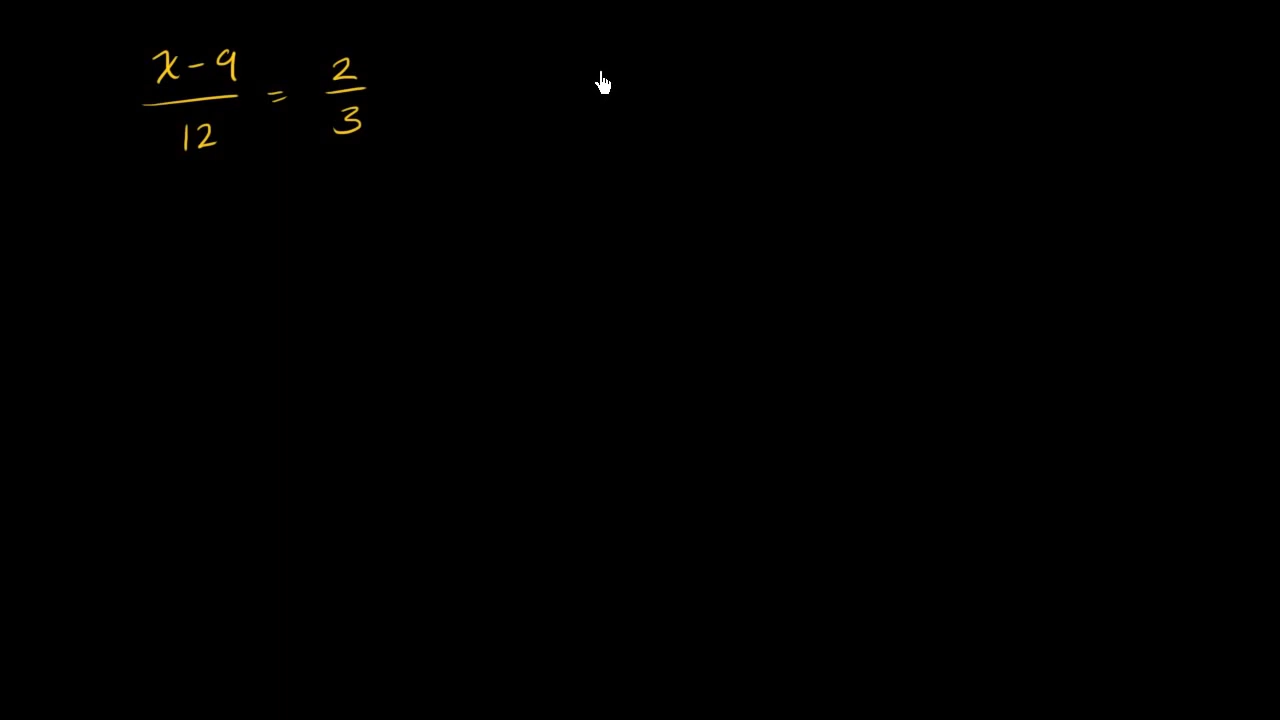 x - 9 / 12 = 2 / 3